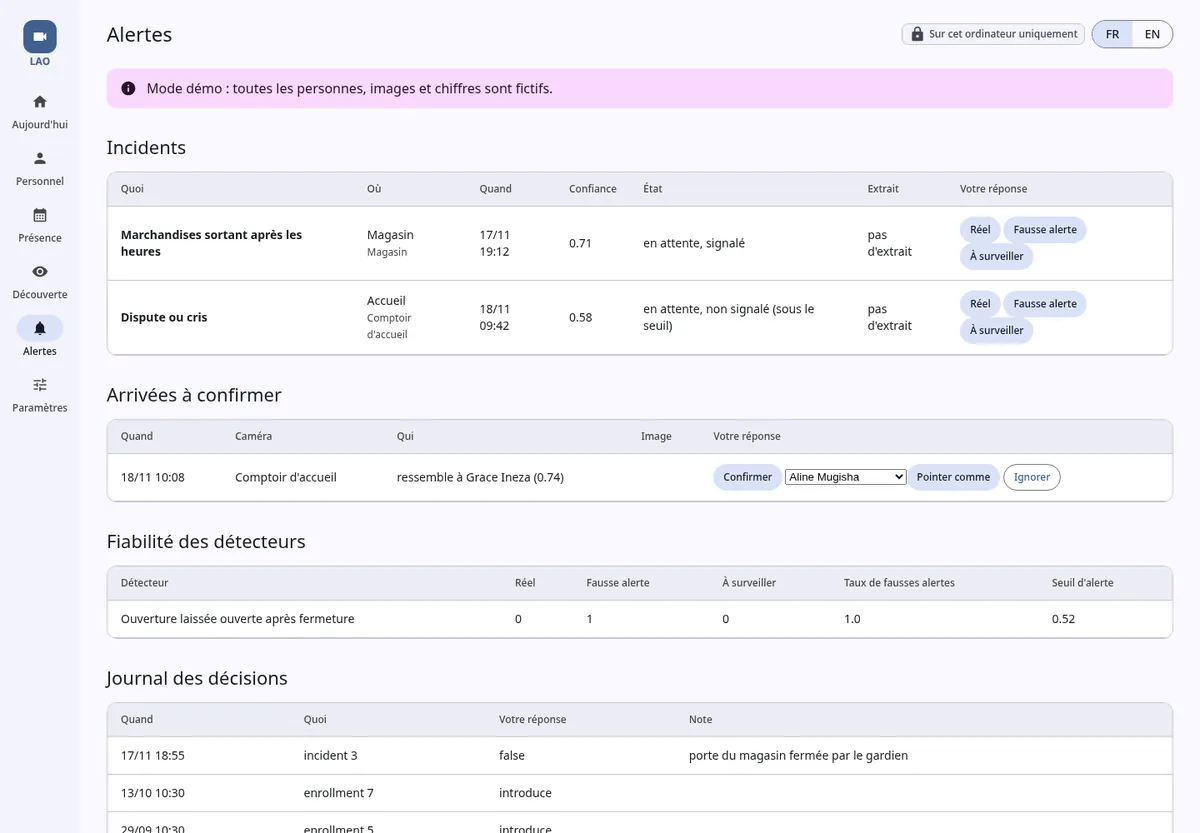 LAO
Aujourd'hui
Personnel
Présence
Découverte
Alertes
Paramètres
Alertes
Sur cet ordinateur uniquement
FR EN
Mode démo : toutes les personnes, images et chiffres sont fictifs.
Incidents
Quoi Où Quand Confiance État Extrait Votre réponse
Marchandises sortant après les
heures
Magasin
Magasin
17/11
19:12
0.71
en attente, signalé
pas
d'extrait
Réel Fausse alerte
À surveiller
Dispute ou cris
Accueil
Comptoir
d'accueil
18/11
09:42
0.58
en attente, non signalé (sous le
seuil)
pas
d'extrait
Réel Fausse alerte
À surveiller
Arrivées à confirmer
Quand Caméra Qui Image Votre réponse
18/11 10:08 Comptoir d'accueil ressemble à Grace Ineza (0.74) Confirmer Aline Mugisha Pointer comme Ignorer
Fiabilité des détecteurs
Détecteur Réel Fausse alerte À surveiller Taux de fausses alertes Seuil d'alerte
Ouverture laissée ouverte après fermeture 0 1 0 1.0 0.52
Journal des décisions
Quand Quoi Votre réponse Note
17/11 18:55 incident 3 false porte du magasin fermée par le gardien
13/10 10:30 enrollment 7 introduce
29/09 10:30 enrollment 5 introduce